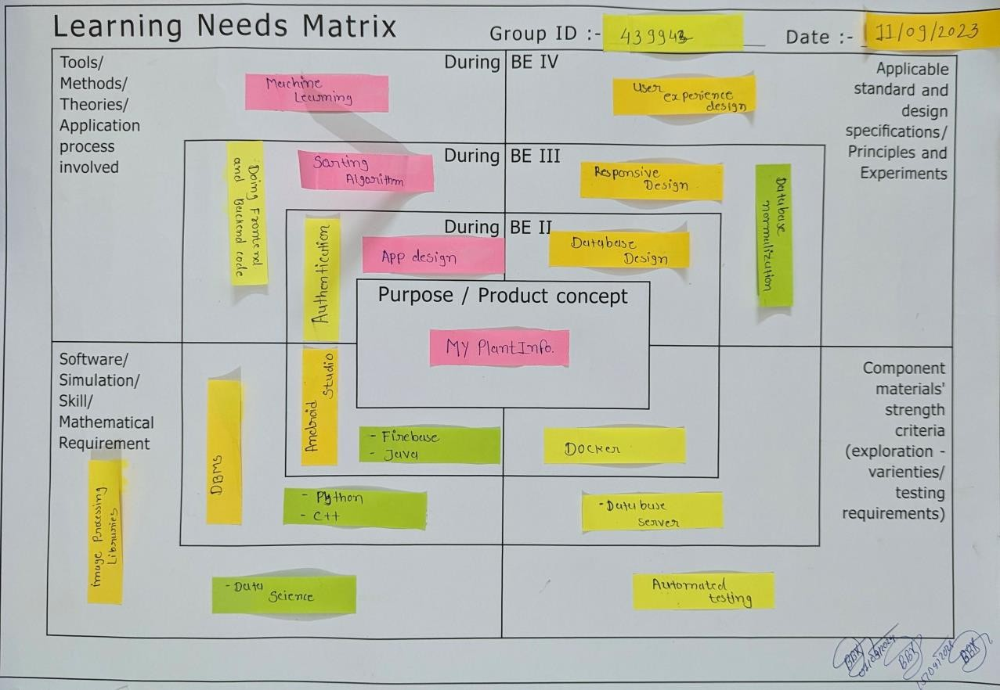 Learning Needs Matrix
Group ID :- 439943
Date :- 11/09/2023
Tools/
Methods/
Theories/
Application
process
involved
During BE IV
Machine
Learning
User
experience
design
Applicable
standard and
design
specifications/
Principles and
Experiments
During BE III
Doing Frontend
and Backend code
Sorting
Algorithm
Responsive
Design
Database
normalization
During BE II
Authentication
App design
Database
Design
Purpose / Product concept
My PlantInfo.
Software/
Simulation/
Skill/
Mathematical
Requirement
Image Processing
Libraries
DBMS
Android
Studio
- Firebase
- Java
Docker
- Python
- C++
- Database
Server
- Data
Science
Automated
testing
Component
materials'
strength
criteria
(exploration -
varienties/
testing
requirements)
BBK
BBK
BBK